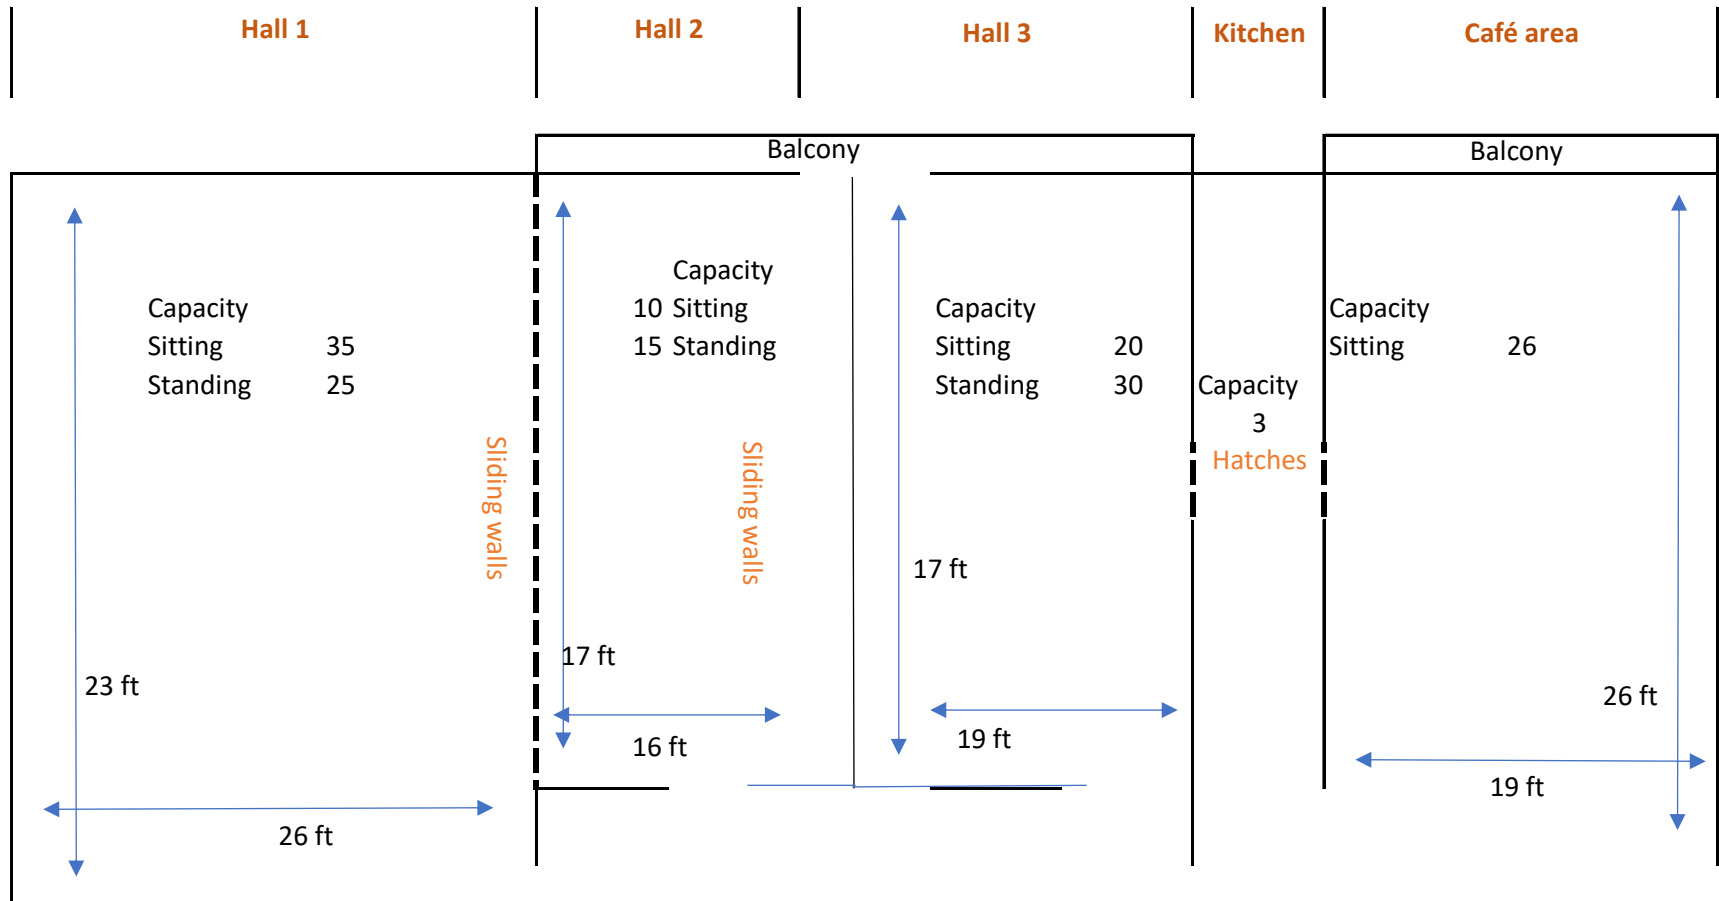 Hall 1 Hall 2 Hall 3 Kitchen Café area
Balcony Balcony
Capacity
Capacity 10 Sitting Capacity Capacity
Sitting 35 15 Standing Sitting 20 Sitting 26
Standing 25 Standing 30 Capacity
3
Hatches
Sliding walls
Sliding walls
17 ft
17 ft
23 ft
26 ft
16 ft
19 ft
19 ft
26 ft